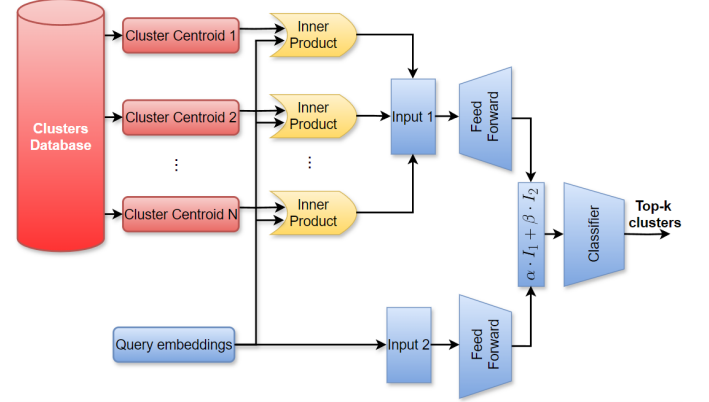 Clusters
Database
Cluster Centroid 1
Inner
Product
Cluster Centroid 2
Inner
Product
⋮
⋮
Cluster Centroid N
Inner
Product
Input 1
Feed
Forward
α · I₁ + β · I₂
Classifier
Top-k
clusters
Query embeddings
Input 2
Feed
Forward